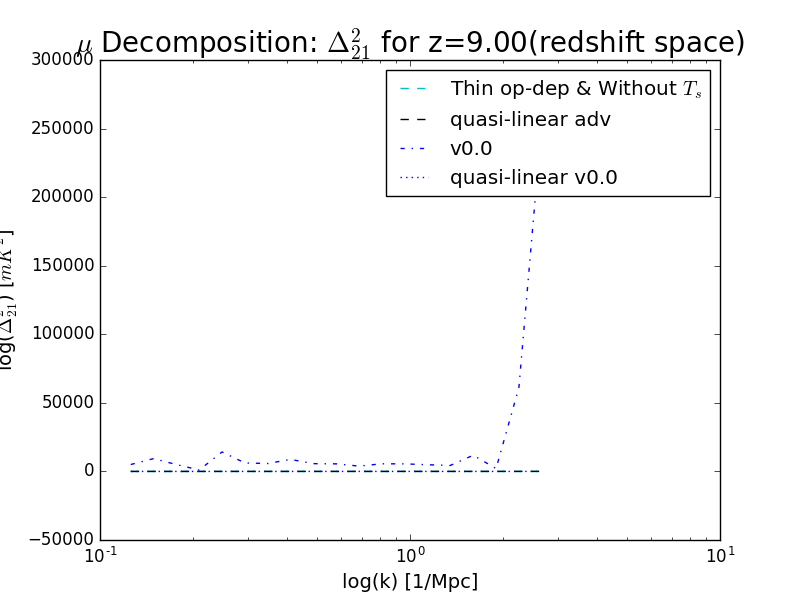 μ Decomposition: Δ²₂₁ for z=9.00(redshift space)
300000
250000
200000
150000
100000
50000
0
−50000
Thin op-dep & Without Tₛ
quasi-linear adv
v0.0
quasi-linear v0.0
log(Δ²₂₁) [mK²]
10⁻¹
10⁰
10¹
log(k) [1/Mpc]